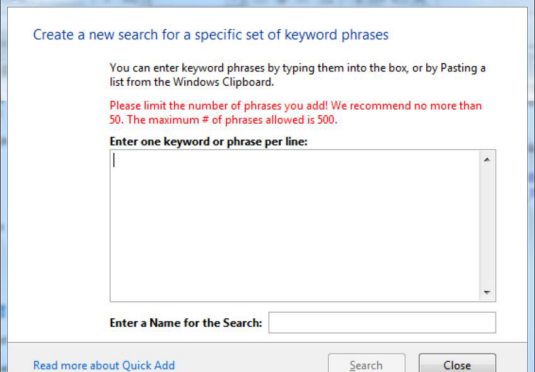 Create a new search for a specific set of keyword phrases
You can enter keyword phrases by typing them into the box, or by Pasting a
list from the Windows Clipboard.
Please limit the number of phrases you add! We recommend no more than
50. The maximum # of phrases allowed is 500.
Enter one keyword or phrase per line:
Enter a Name for the Search:
Read more about Quick Add
Search
Close